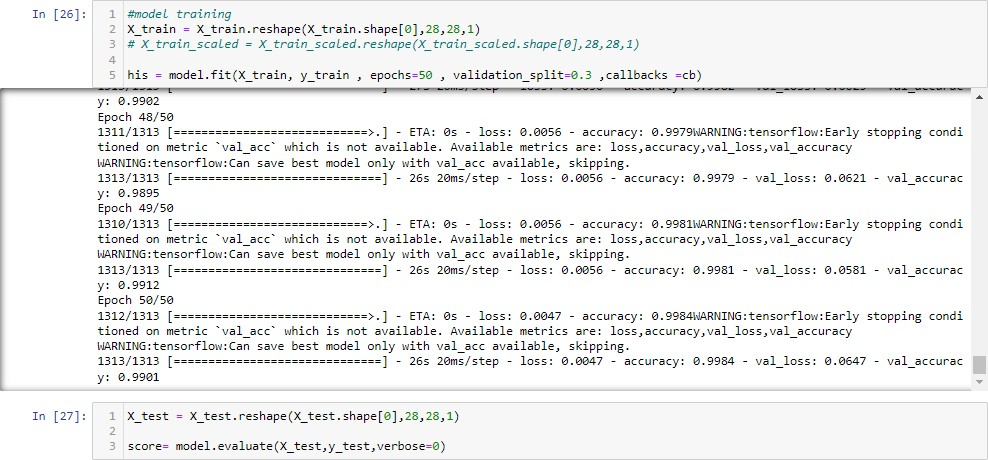 In [26]:
1 #model training
2 X_train = X_train.reshape(X_train.shape[0],28,28,1)
3 # X_train_scaled = X_train_scaled.reshape(X_train_scaled.shape[0],28,28,1)
4
5 his = model.fit(X_train, y_train , epochs=50 , validation_split=0.3 ,callbacks =cb)
y: 0.9902
Epoch 48/50
1311/1313 [============================>.] - ETA: 0s - loss: 0.0056 - accuracy: 0.9979WARNING:tensorflow:Early stopping condi
tioned on metric `val_acc` which is not available. Available metrics are: loss,accuracy,val_loss,val_accuracy
WARNING:tensorflow:Can save best model only with val_acc available, skipping.
1313/1313 [==============================] - 26s 20ms/step - loss: 0.0056 - accuracy: 0.9979 - val_loss: 0.0621 - val_accurac
y: 0.9895
Epoch 49/50
1310/1313 [============================>.] - ETA: 0s - loss: 0.0056 - accuracy: 0.9981WARNING:tensorflow:Early stopping condi
tioned on metric `val_acc` which is not available. Available metrics are: loss,accuracy,val_loss,val_accuracy
WARNING:tensorflow:Can save best model only with val_acc available, skipping.
1313/1313 [==============================] - 26s 20ms/step - loss: 0.0056 - accuracy: 0.9981 - val_loss: 0.0581 - val_accurac
y: 0.9912
Epoch 50/50
1312/1313 [============================>.] - ETA: 0s - loss: 0.0047 - accuracy: 0.9984WARNING:tensorflow:Early stopping condi
tioned on metric `val_acc` which is not available. Available metrics are: loss,accuracy,val_loss,val_accuracy
WARNING:tensorflow:Can save best model only with val_acc available, skipping.
1313/1313 [==============================] - 26s 20ms/step - loss: 0.0047 - accuracy: 0.9984 - val_loss: 0.0647 - val_accurac
y: 0.9901
In [27]:
1 X_test = X_test.reshape(X_test.shape[0],28,28,1)
2
3 score= model.evaluate(X_test,y_test,verbose=0)